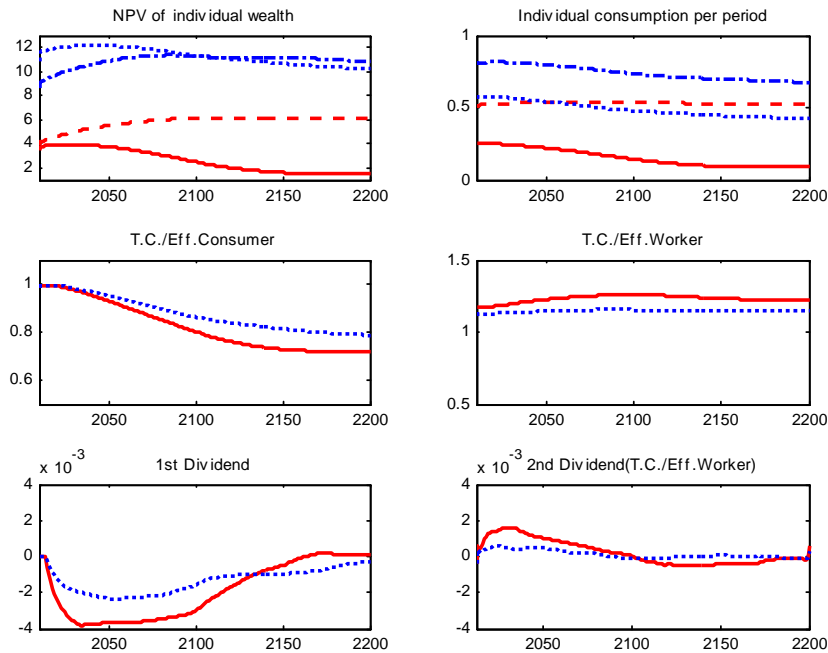 NPV of individual wealth
12
10
8
6
4
2
2050 2100 2150 2200
Individual consumption per period
1
0.5
0
2050 2100 2150 2200
T.C./Eff.Consumer
1
0.8
0.6
2050 2100 2150 2200
T.C./Eff.Worker
1.5
1
0.5
2050 2100 2150 2200
x 10-3
1st Dividend
4
2
0
-2
-4
2050 2100 2150 2200
x 10-3
2nd Dividend(T.C./Eff.Worker)
4
2
0
-2
-4
2050 2100 2150 2200